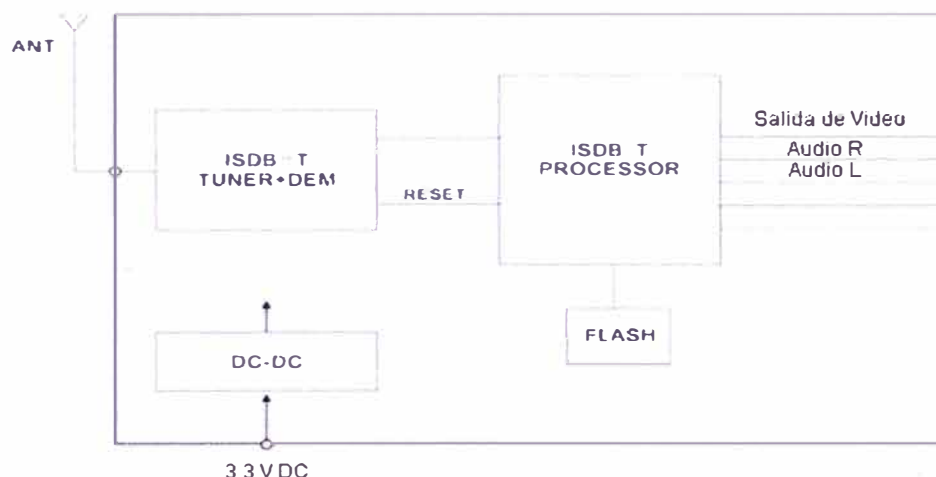 ANT
ISDB-T
TUNER+DEM
RESET
ISDB T
PROCESSOR
Salida de Video
Audio R
Audio L
FLASH
DC-DC
3.3 V DC